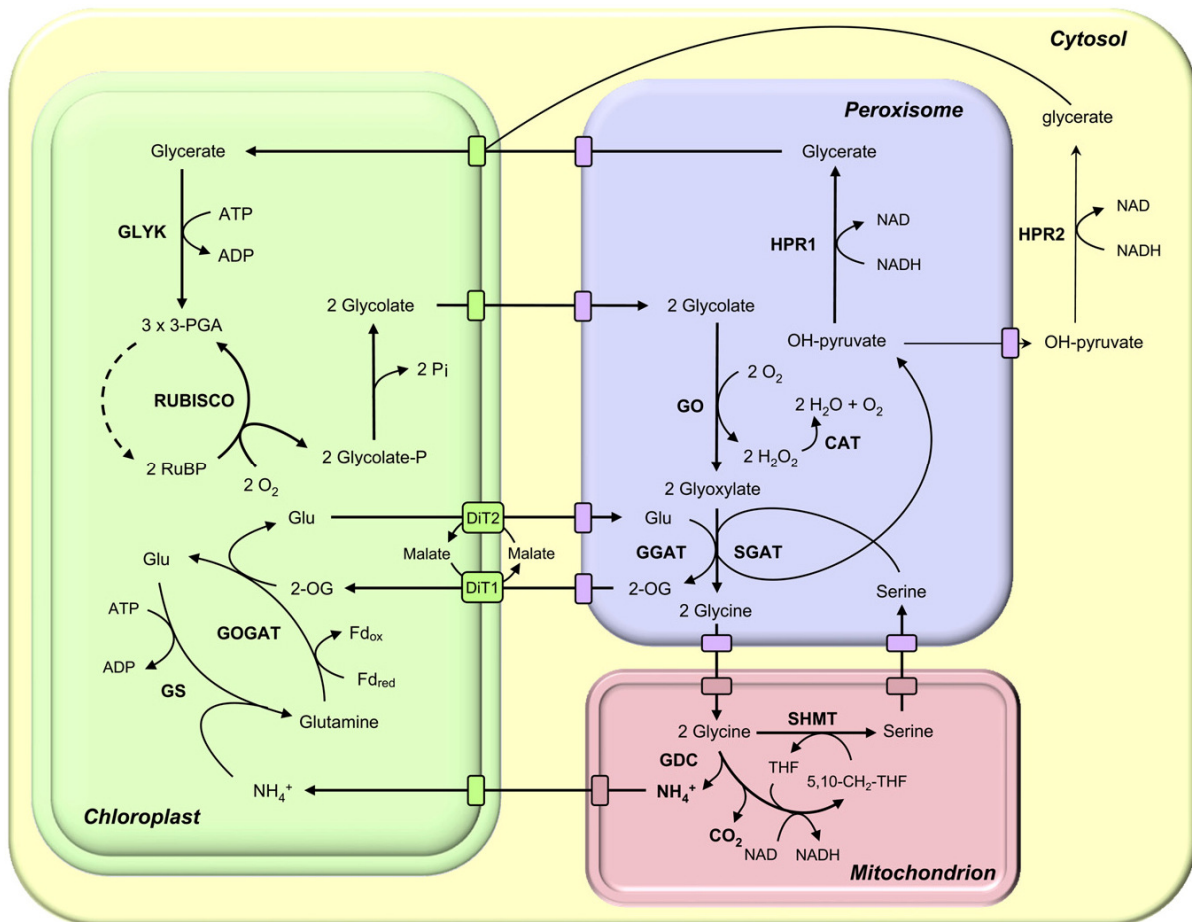 Cytosol
Peroxisome
glycerate
Glycerate
Glycerate
ATP
GLYK
ADP
NAD
HPR1
NADH
NAD
HPR2
NADH
2 Glycolate
2 Glycolate
3 x 3-PGA
OH-pyruvate
OH-pyruvate
2 Pi
2 O₂
RUBISCO
GO
2 H₂O + O₂
CAT
2 H₂O₂
2 Glycolate-P
2 RuBP
2 O₂
2 Glyoxylate
Glu
DiT2
Glu
Malate
Malate
GGAT
SGAT
Glu
2-OG
DiT1
2-OG
Serine
2 Glycine
ATP
GOGAT
Fdox
ADP
Fdred
GS
Glutamine
2 Glycine
SHMT
Serine
GDC
THF
5,10-CH₂-THF
NH₄⁺
NH₄⁺
CO₂
NAD
NADH
Chloroplast
Mitochondrion